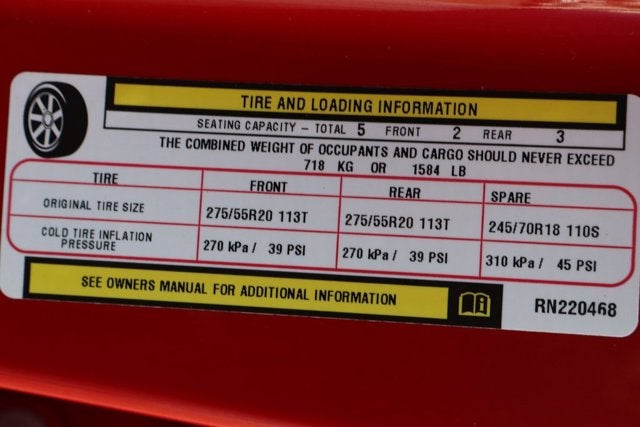 TIRE AND LOADING INFORMATION
SEATING CAPACITY – TOTAL 5 FRONT 2 REAR 3
THE COMBINED WEIGHT OF OCCUPANTS AND CARGO SHOULD NEVER EXCEED
718 KG OR 1584 LB
TIRE FRONT REAR SPARE
ORIGINAL TIRE SIZE 275/55R20 113T 275/55R20 113T 245/70R18 110S
COLD TIRE INFLATION
PRESSURE 270 kPa / 39 PSI 270 kPa / 39 PSI 310 kPa / 45 PSI
SEE OWNERS MANUAL FOR ADDITIONAL INFORMATION
RN220468